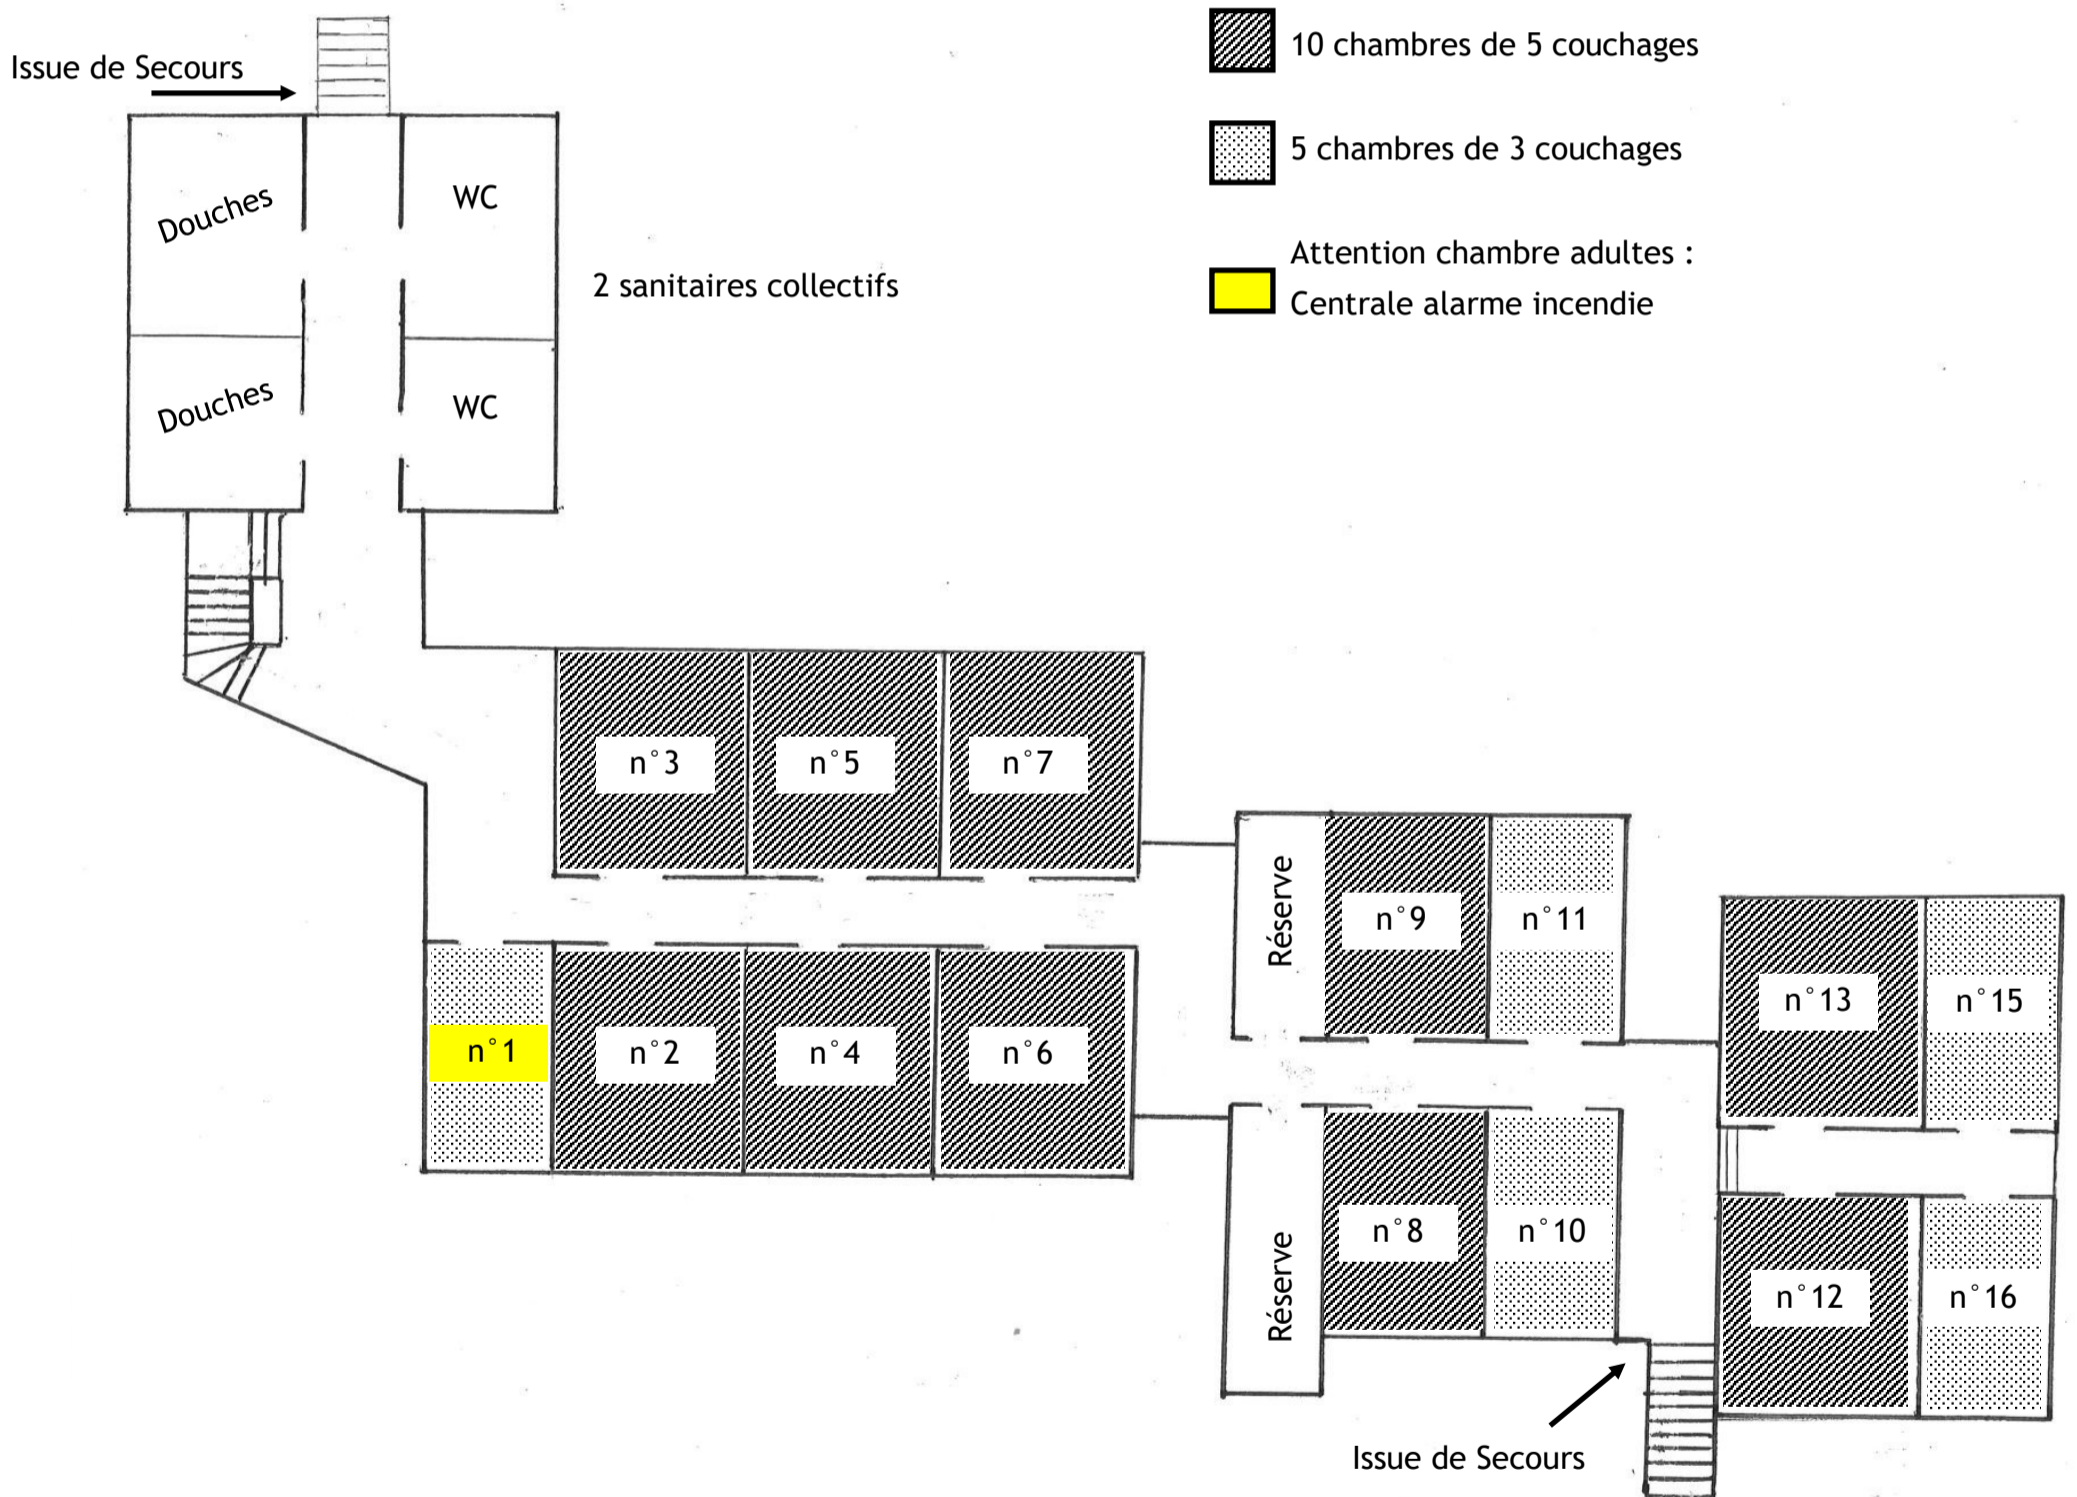 Issue de Secours
10 chambres de 5 couchages
5 chambres de 3 couchages
Attention chambre adultes :
Centrale alarme incendie
Douches
WC
2 sanitaires collectifs
Douches
WC
n°3
n°5
n°7
Réserve
n°9
n°11
n°13
n°15
n°1
n°2
n°4
n°6
Réserve
n°8
n°10
n°12
n°16
Issue de Secours